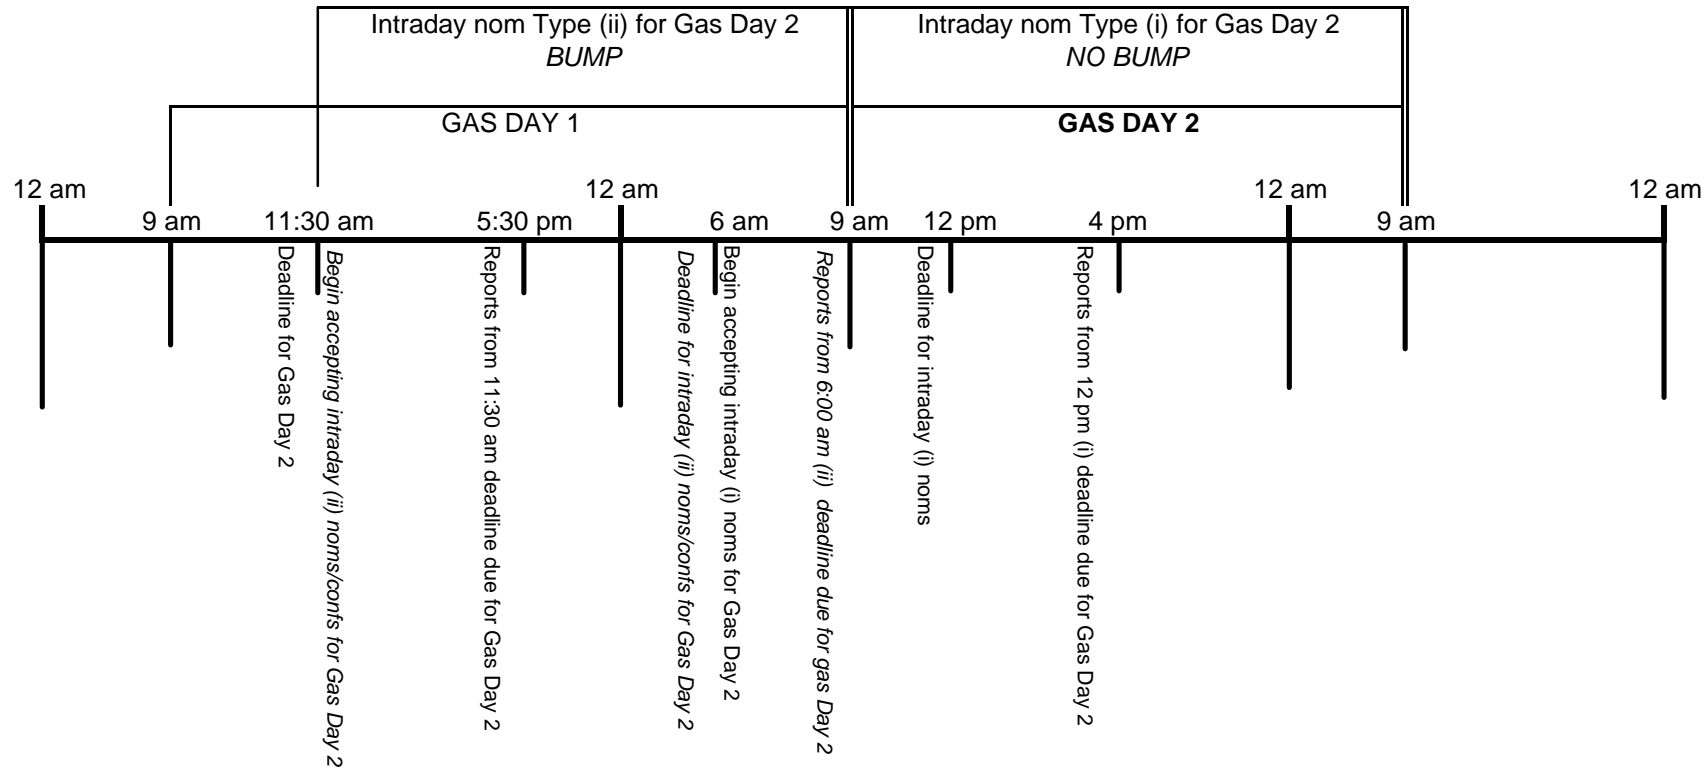 Intraday nom Type (ii) for Gas Day 2
BUMP
Intraday nom Type (i) for Gas Day 2
NO BUMP
GAS DAY 1
GAS DAY 2
12 am
12 am
12 am
12 am
9 am
11:30 am
5:30 pm
6 am
9 am
12 pm
4 pm
9 am
Deadline for Gas Day 2
Begin accepting intraday (ii) noms/confs for Gas Day 2
Reports from 11:30 am deadline due for Gas Day 2
Deadline for intraday (ii) noms/confs for Gas Day 2
Begin accepting intraday (i) noms for Gas Day 2
Reports from 6:00 am (ii) deadline due for gas Day 2
Deadline for intraday (i) noms
Reports from 12 pm (i) deadline due for Gas Day 2